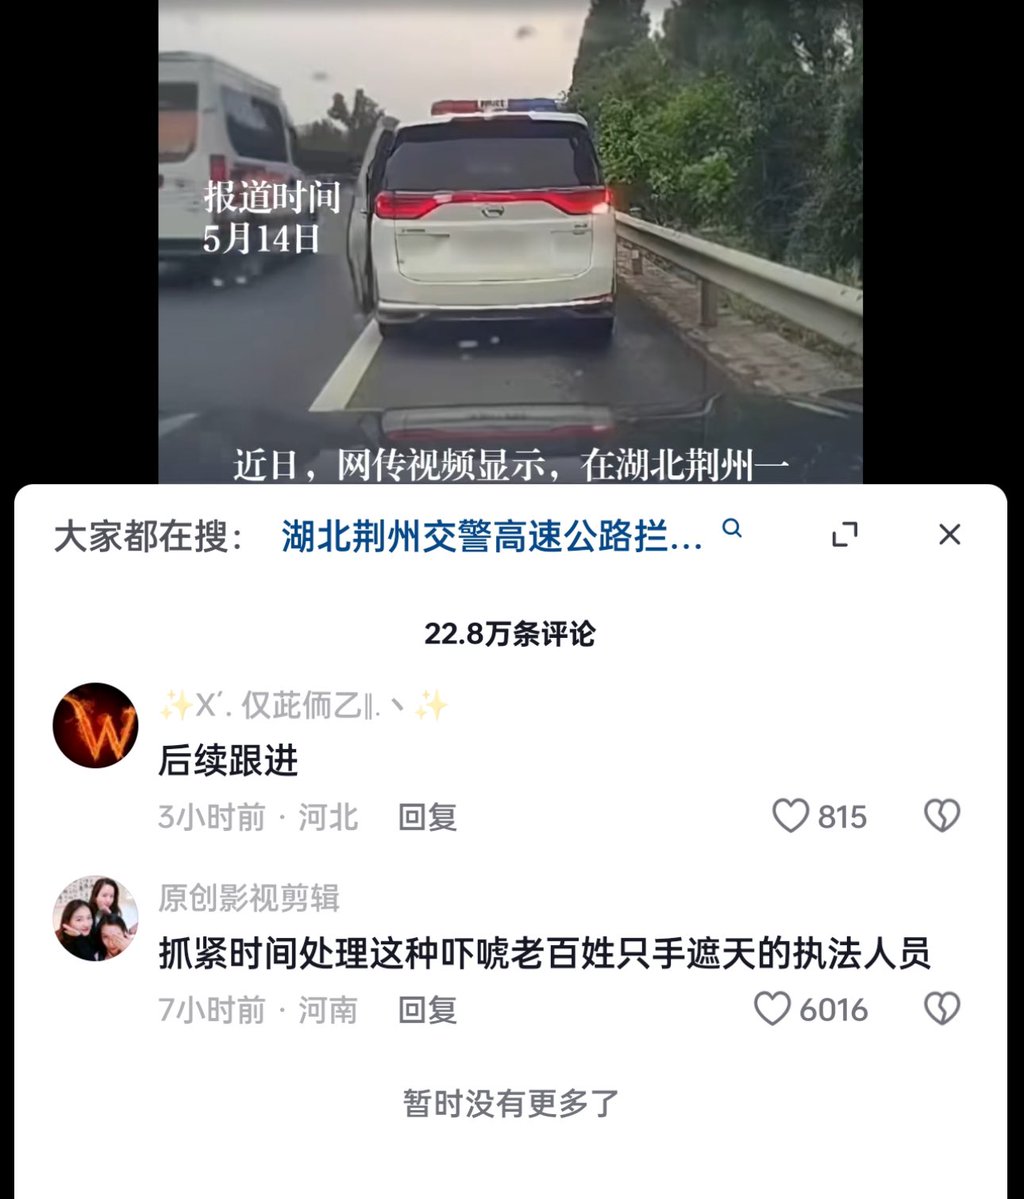 POLICE
报道时间
5月14日
近日，网传视频显示，在湖北荆州一
大家都在搜： 湖北荆州交警高速公路拦...
22.8万条评论
✨X´. 仅茈侕乙‖.丶✨
后续跟进
3小时前 · 河北 回复 815
原创影视剪辑
抓紧时间处理这种吓唬老百姓只手遮天的执法人员
7小时前 · 河南 回复 6016
暂时没有更多了